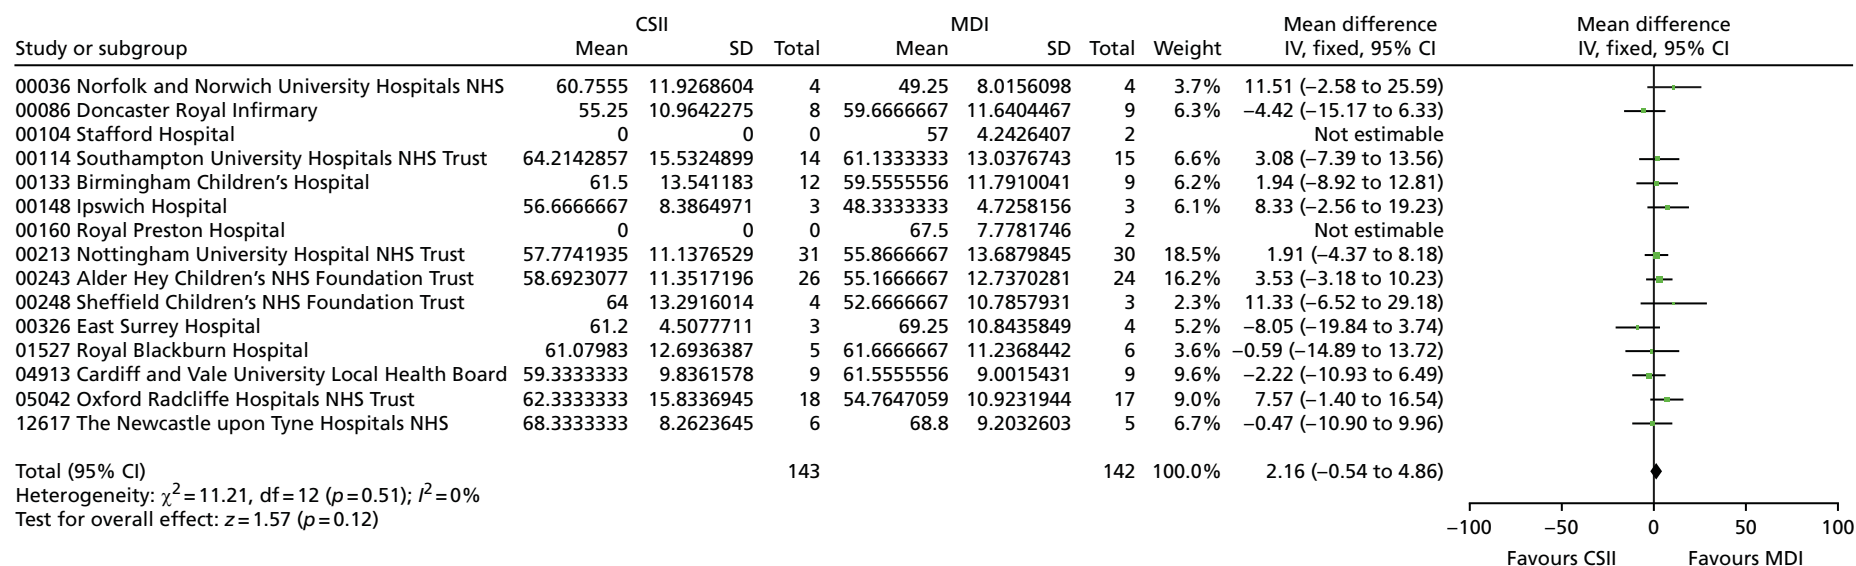 CSII MDI Mean difference Mean difference
Study or subgroup Mean SD Total Mean SD Total Weight IV, fixed, 95% CI IV, fixed, 95% CI
00036 Norfolk and Norwich University Hospitals NHS 60.7555 11.9268604 4 49.25 8.0156098 4 3.7% 11.51 (−2.58 to 25.59)
00086 Doncaster Royal Infirmary 55.25 10.9642275 8 59.6666667 11.6404467 9 6.3% −4.42 (−15.17 to 6.33)
00104 Stafford Hospital 0 0 0 57 4.2426407 2 Not estimable
00114 Southampton University Hospitals NHS Trust 64.2142857 15.5324899 14 61.1333333 13.0376743 15 6.6% 3.08 (−7.39 to 13.56)
00133 Birmingham Children’s Hospital 61.5 13.541183 12 59.5555556 11.7910041 9 6.2% 1.94 (−8.92 to 12.81)
00148 Ipswich Hospital 56.6666667 8.3864971 3 48.3333333 4.7258156 3 6.1% 8.33 (−2.56 to 19.23)
00160 Royal Preston Hospital 0 0 0 67.5 7.7781746 2 Not estimable
00213 Nottingham University Hospital NHS Trust 57.7741935 11.1376529 31 55.8666667 13.6879845 30 18.5% 1.91 (−4.37 to 8.18)
00243 Alder Hey Children’s NHS Foundation Trust 58.6923077 11.3517196 26 55.1666667 12.7370281 24 16.2% 3.53 (−3.18 to 10.23)
00248 Sheffield Children’s NHS Foundation Trust 64 13.2916014 4 52.6666667 10.7857931 3 2.3% 11.33 (−6.52 to 29.18)
00326 East Surrey Hospital 61.2 4.5077711 3 69.25 10.8435849 4 5.2% −8.05 (−19.84 to 3.74)
01527 Royal Blackburn Hospital 61.07983 12.6936387 5 61.6666667 11.2368442 6 3.6% −0.59 (−14.89 to 13.72)
04913 Cardiff and Vale University Local Health Board 59.3333333 9.8361578 9 61.5555556 9.0015431 9 9.6% −2.22 (−10.93 to 6.49)
05042 Oxford Radcliffe Hospitals NHS Trust 62.3333333 15.8336945 18 54.7647059 10.9231944 17 9.0% 7.57 (−1.40 to 16.54)
12617 The Newcastle upon Tyne Hospitals NHS 68.3333333 8.2623645 6 68.8 9.2032603 5 6.7% −0.47 (−10.90 to 9.96)
Total (95% CI) 143 142 100.0% 2.16 (−0.54 to 4.86)
Heterogeneity: χ²=11.21, df=12 (p=0.51); I²=0%
Test for overall effect: z=1.57 (p=0.12)
−100 −50 0 50 100
Favours CSII Favours MDI